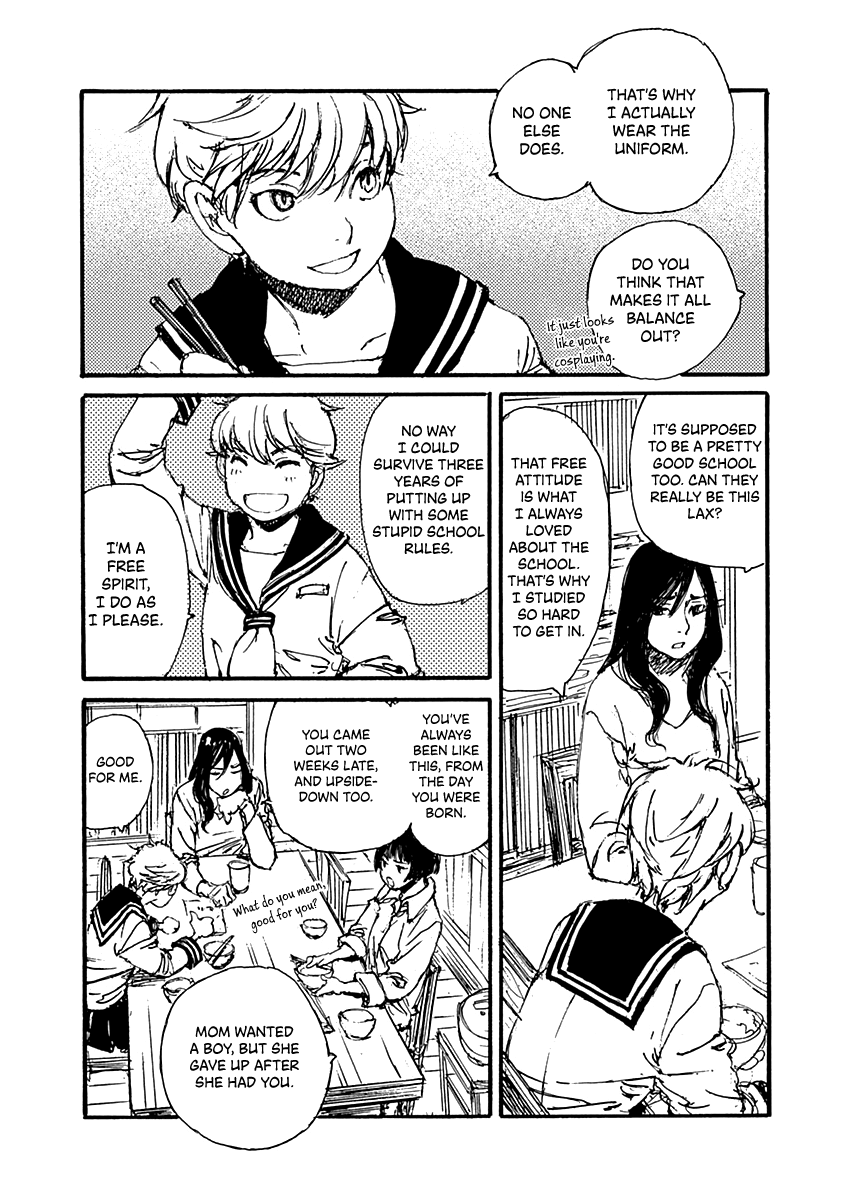 THAT'S WHY
I ACTUALLY
WEAR THE
UNIFORM.
NO ONE
ELSE
DOES.
DO YOU
THINK THAT
MAKES IT ALL
BALANCE
OUT?
It just looks
like you're
cosplaying.
IT'S SUPPOSED
TO BE A PRETTY
GOOD SCHOOL
TOO. CAN THEY
REALLY BE THIS
LAX?
THAT FREE
ATTITUDE
IS WHAT
I ALWAYS
LOVED
ABOUT THE
SCHOOL.
THAT'S WHY
I STUDIED
SO HARD
TO GET IN.
NO WAY
I COULD
SURVIVE THREE
YEARS OF
PUTTING UP
WITH SOME
STUPID SCHOOL
RULES.
I'M A
FREE
SPIRIT,
I DO AS
I PLEASE.
YOU'VE
ALWAYS
BEEN LIKE
THIS, FROM
THE DAY
YOU WERE
BORN.
YOU CAME
OUT TWO
WEEKS LATE,
AND UPSIDE-
DOWN TOO.
GOOD
FOR ME.
What do you mean,
good for you?
MOM WANTED
A BOY, BUT SHE
GAVE UP AFTER
SHE HAD YOU.